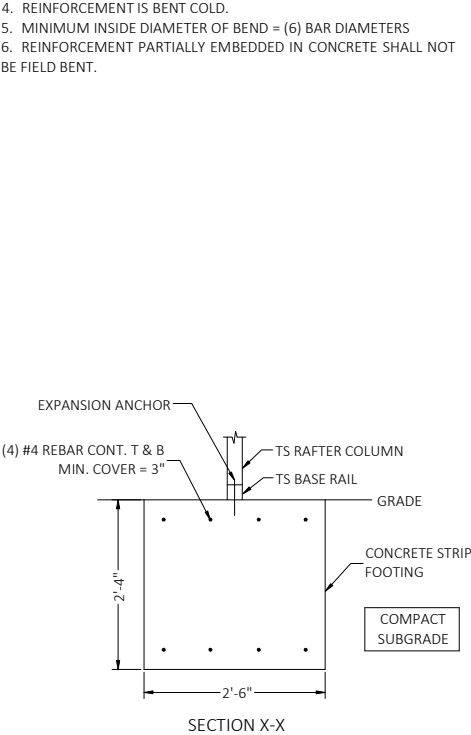 4. REINFORCEMENT IS BENT COLD.
5. MINIMUM INSIDE DIAMETER OF BEND = (6) BAR DIAMETERS
6. REINFORCEMENT PARTIALLY EMBEDDED IN CONCRETE SHALL NOT
BE FIELD BENT.
EXPANSION ANCHOR
(4) #4 REBAR CONT. T & B
MIN. COVER = 3"
TS RAFTER COLUMN
TS BASE RAIL
GRADE
CONCRETE STRIP
FOOTING
2'-4"
COMPACT
SUBGRADE
2'-6"
SECTION X-X